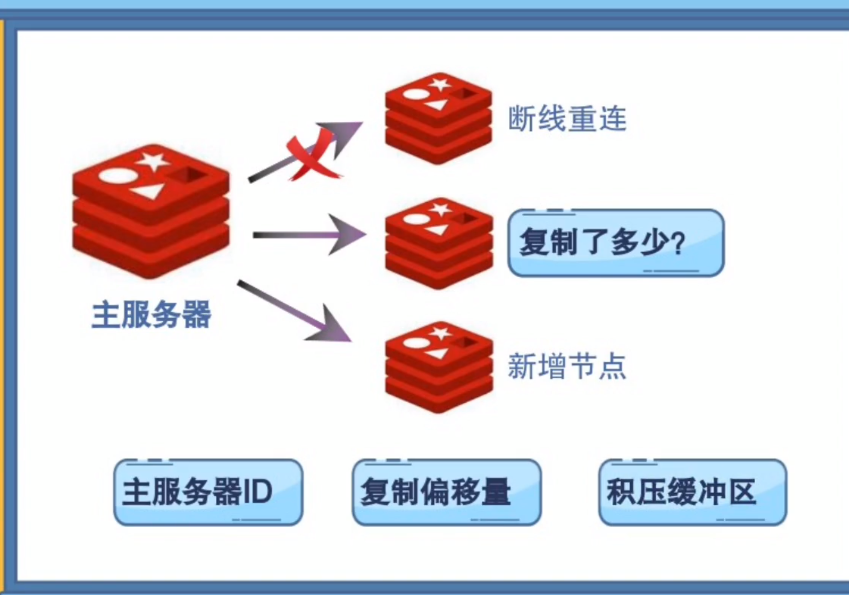 断线重连
复制了多少?
主服务器
新增节点
主服务器ID
复制偏移量
积压缓冲区